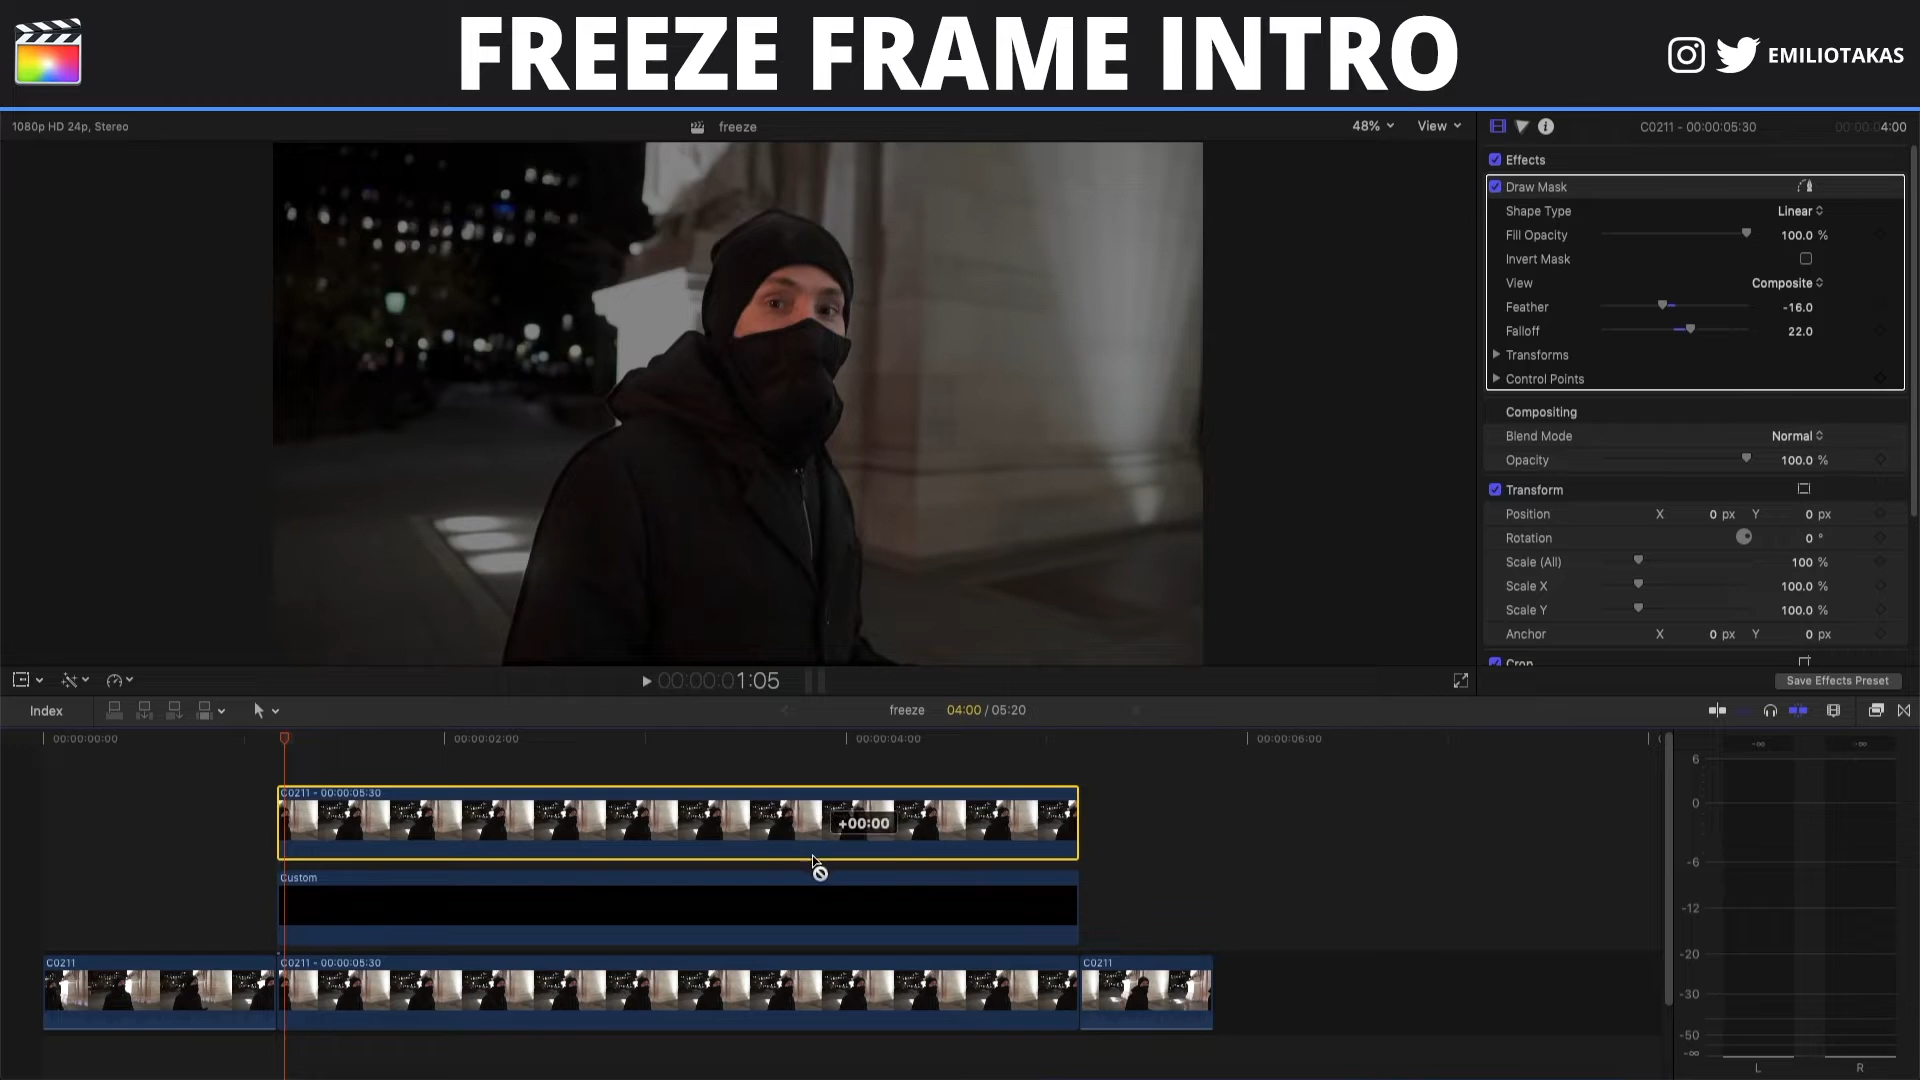 FREEZE FRAME INTRO
EMILIOTAKAS
1080p HD 24p, Stereo
freeze
48%
View
C0211 - 00:00:05:30
00:00:04:00
Effects
Draw Mask
Shape Type
Linear
Fill Opacity
100.0 %
Invert Mask
View
Composite
Feather
-16.0
Falloff
22.0
Transforms
Control Points
Compositing
Blend Mode
Normal
Opacity
100.0 %
Transform
Position
X 0 px Y 0 px
Rotation
0 °
Scale (All)
100 %
Scale X
100.0 %
Scale Y
100.0 %
Anchor
X 0 px Y 0 px
Crop
Save Effects Preset
00:00:01:05
Index
freeze
04:00 / 05:20
00:00:00:00
00:00:02:00
00:00:04:00
00:00:06:00
C0211 - 00:00:05:30
+00:00
Custom
C0211
C0211 - 00:00:05:30
C0211
-∞
-∞
6
0
-6
-12
-20
-30
-50
-∞
L
R